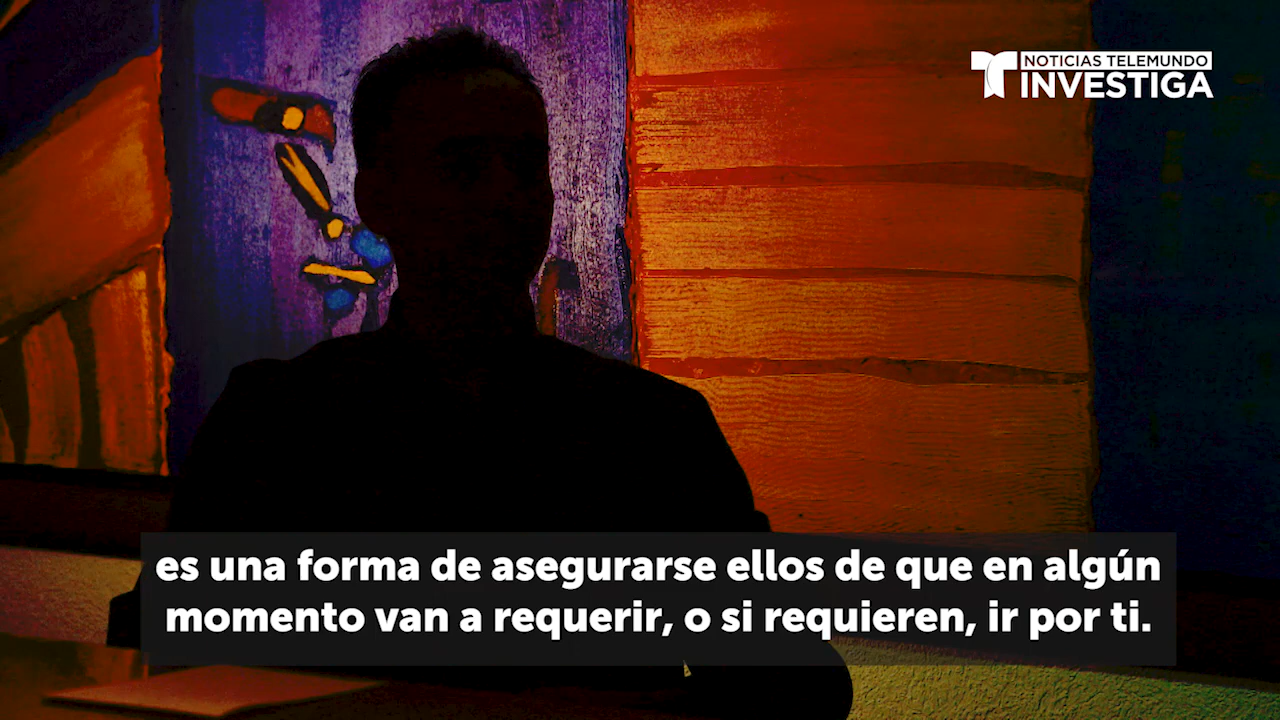 NOTICIAS TELEMUNDO
INVESTIGA
es una forma de asegurarse ellos de que en algún
momento van a requerir, o si requieren, ir por ti.